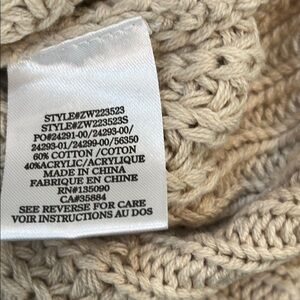 STYLE#ZW223523
STYLE#ZW223523S
PO#24291-00/24293-00/
24293-01/24299-00/56350
60% COTTON /COTON
40%ACRYLIC/ACRYLIQUE
MADE IN CHINA
FABRIQUE EN CHINE
RN#135090
CA#35884
SEE REVERSE FOR CARE
VOIR INSTRUCTIONS AU DOS